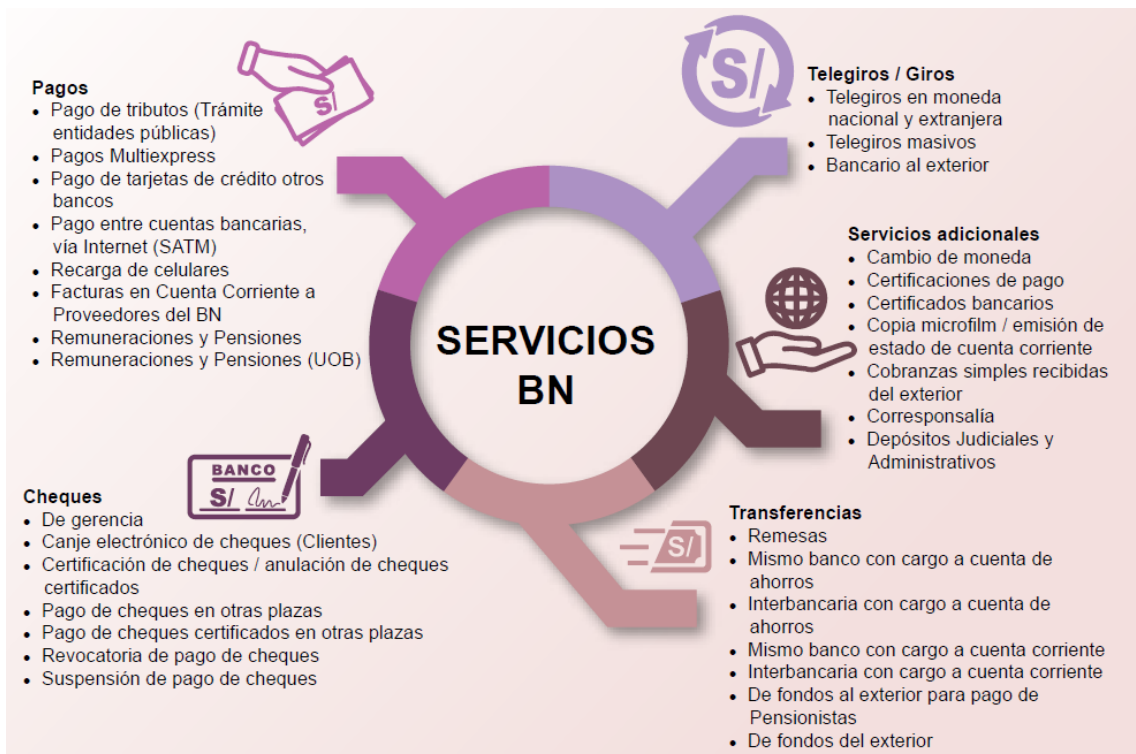 Pagos
• Pago de tributos (Trámite
entidades públicas)
• Pagos Multiexpress
• Pago de tarjetas de crédito otros
bancos
• Pago entre cuentas bancarias,
vía Internet (SATM)
• Recarga de celulares
• Facturas en Cuenta Corriente a
Proveedores del BN
• Remuneraciones y Pensiones
• Remuneraciones y Pensiones (UOB)
S/
S/
Telegiros / Giros
• Telegiros en moneda
nacional y extranjera
• Telegiros masivos
• Bancario al exterior
Servicios adicionales
• Cambio de moneda
• Certificaciones de pago
• Certificados bancarios
• Copia microfilm / emisión de
estado de cuenta corriente
• Cobranzas simples recibidas
del exterior
• Corresponsalía
• Depósitos Judiciales y
Administrativos
SERVICIOS
BN
BANCO
S/
Cheques
• De gerencia
• Canje electrónico de cheques (Clientes)
• Certificación de cheques / anulación de cheques
certificados
• Pago de cheques en otras plazas
• Pago de cheques certificados en otras plazas
• Revocatoria de pago de cheques
• Suspensión de pago de cheques
S/
Transferencias
• Remesas
• Mismo banco con cargo a cuenta de
ahorros
• Interbancaria con cargo a cuenta de
ahorros
• Mismo banco con cargo a cuenta corriente
• Interbancaria con cargo a cuenta corriente
• De fondos al exterior para pago de
Pensionistas
• De fondos del exterior